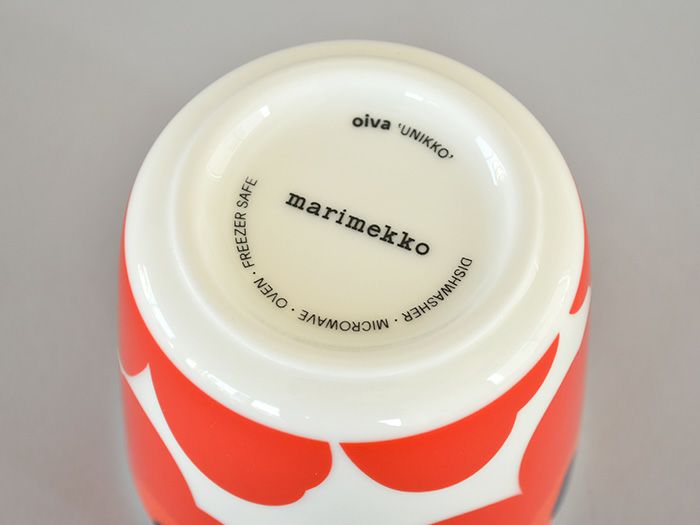 oiva 'UNIKKO'
marimekko
DISHWASHER · MICROWAVE · OVEN · FREEZER SAFE